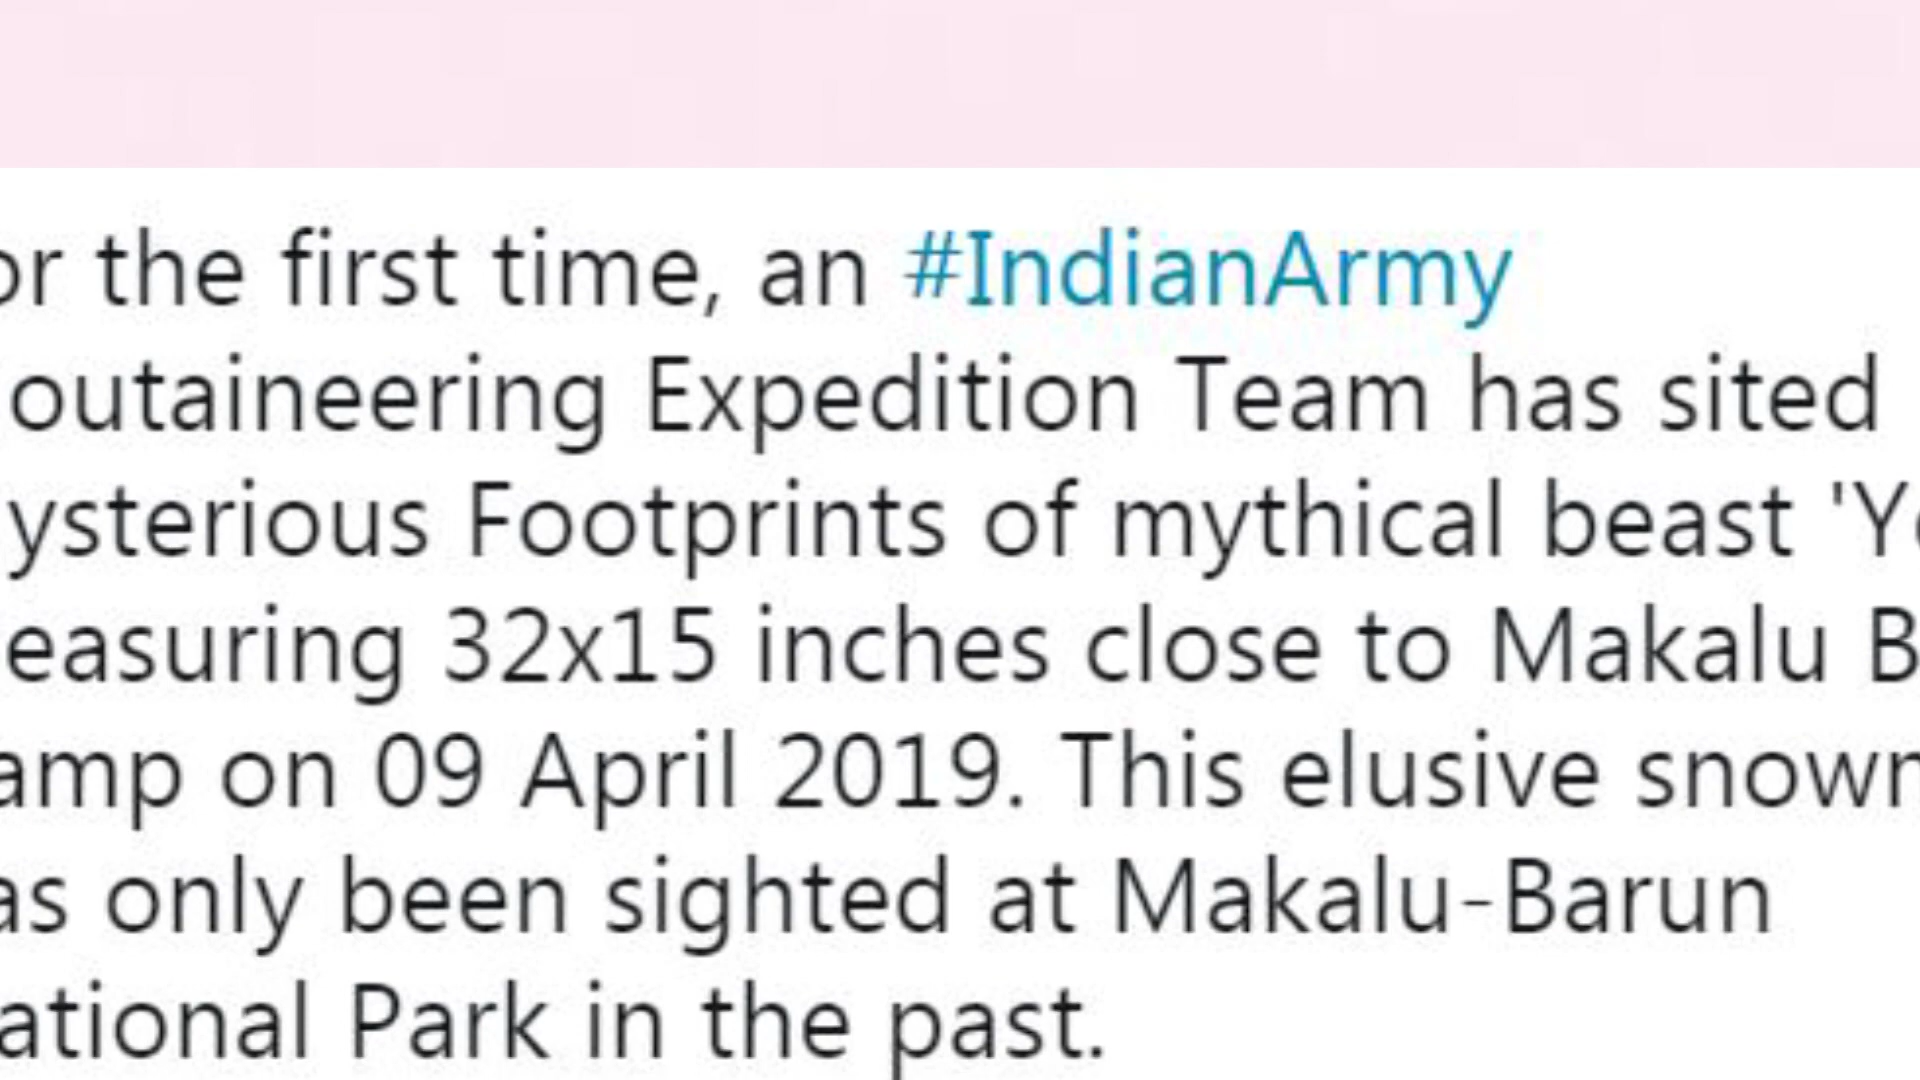 or the first time, an #IndianArmy
outaineering Expedition Team has sited
ysterious Footprints of mythical beast 'Ye
easuring 32x15 inches close to Makalu B
amp on 09 April 2019. This elusive snown
as only been sighted at Makalu-Barun
ational Park in the past.